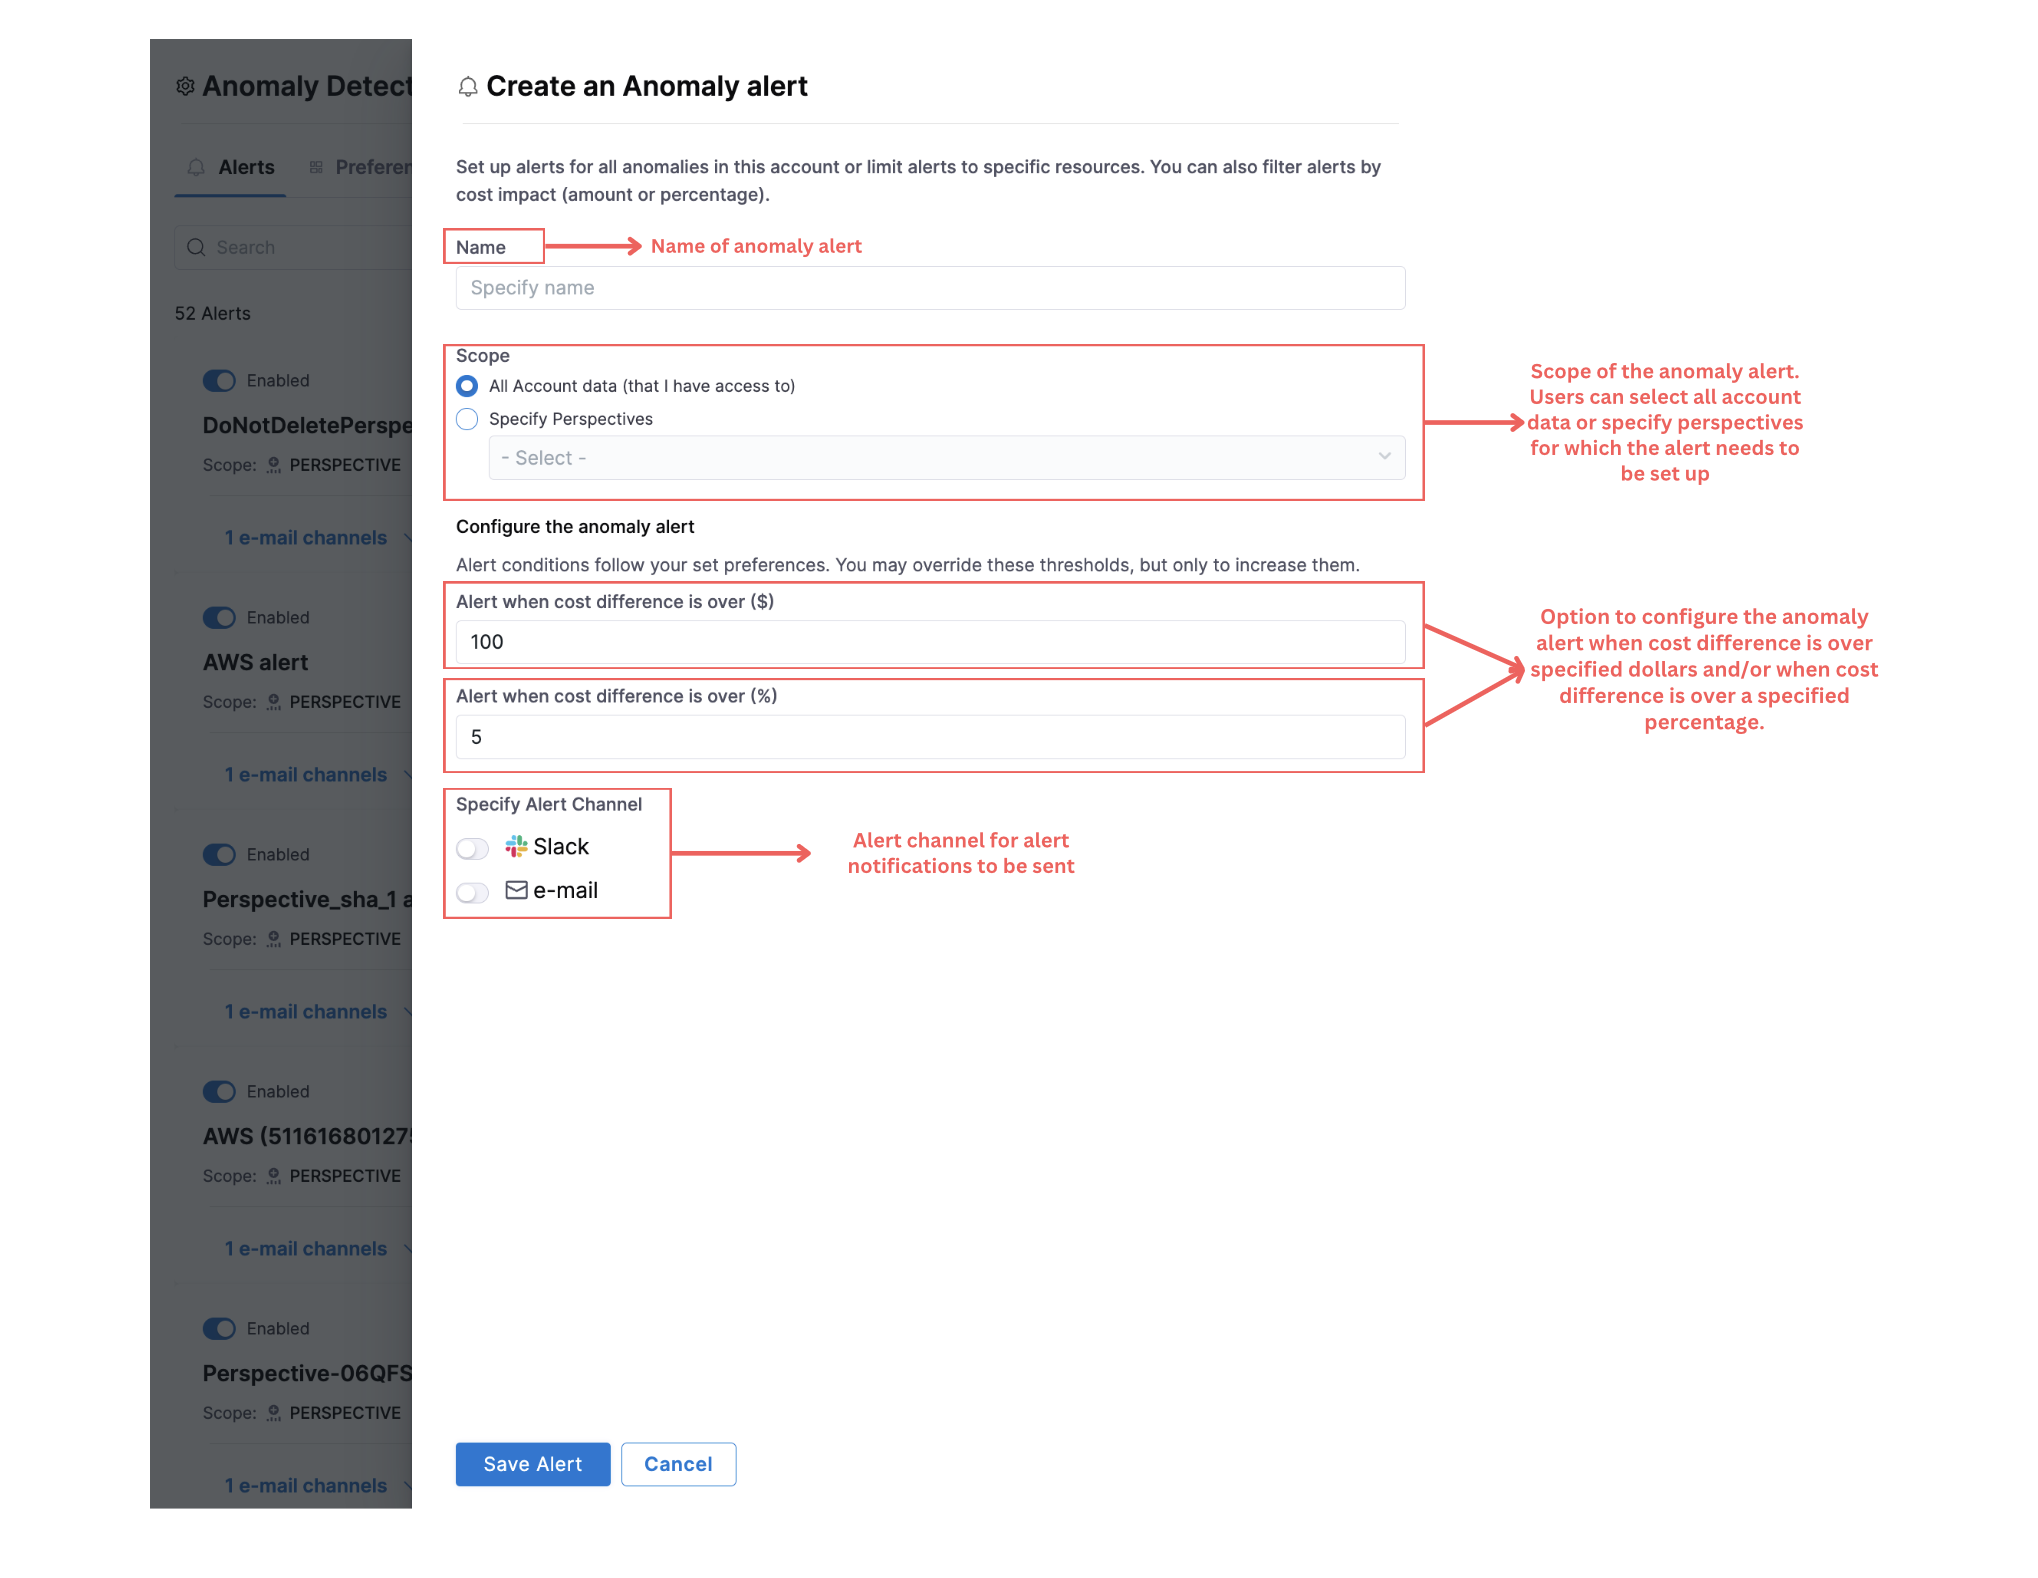 Anomaly Detect
Alerts
Prefere
Search
52 Alerts
Enabled
DoNotDeletePerspe
Scope: PERSPECTIVE
1 e-mail channels
Enabled
AWS alert
Scope: PERSPECTIVE
1 e-mail channels
Enabled
Perspective_sha_1 a
Scope: PERSPECTIVE
1 e-mail channels
Enabled
AWS (511616801275
Scope: PERSPECTIVE
1 e-mail channels
Enabled
Perspective-06QFS
Scope: PERSPECTIVE
1 e-mail channels
Create an Anomaly alert
Set up alerts for all anomalies in this account or limit alerts to specific resources. You can also filter alerts by
cost impact (amount or percentage).
Name
Name of anomaly alert
Specify name
Scope
All Account data (that I have access to)
Specify Perspectives
- Select -
Scope of the anomaly alert.
Users can select all account
data or specify perspectives
for which the alert needs to
be set up
Configure the anomaly alert
Alert conditions follow your set preferences. You may override these thresholds, but only to increase them.
Alert when cost difference is over ($)
100
Alert when cost difference is over (%)
5
Option to configure the anomaly
alert when cost difference is over
specified dollars and/or when cost
difference is over a specified
percentage.
Specify Alert Channel
Slack
e-mail
Alert channel for alert
notifications to be sent
Save Alert
Cancel